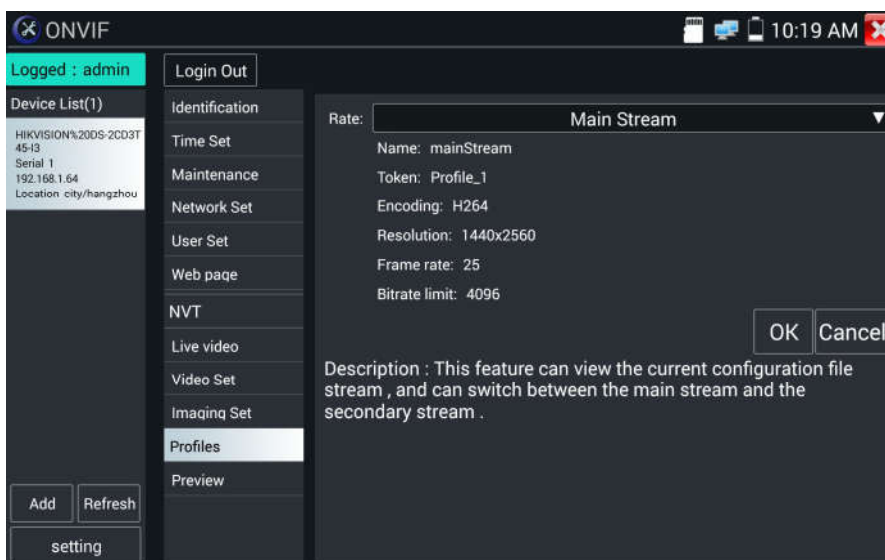 ONVIF
10:19 AM
Logged : admin
Login Out
Device List(1)
HIKVISION%20DS-2CD3T
45-I3
Serial 1
192.168.1.64
Location city/hangzhou
Add
Refresh
setting
Identification
Time Set
Maintenance
Network Set
User Set
Web page
NVT
Live video
Video Set
Imaging Set
Profiles
Preview
Rate:
Main Stream
Name: mainStream
Token: Profile_1
Encoding: H264
Resolution: 1440x2560
Frame rate: 25
Bitrate limit: 4096
OK
Cancel
Description : This feature can view the current configuration file
stream , and can switch between the main stream and the
secondary stream .